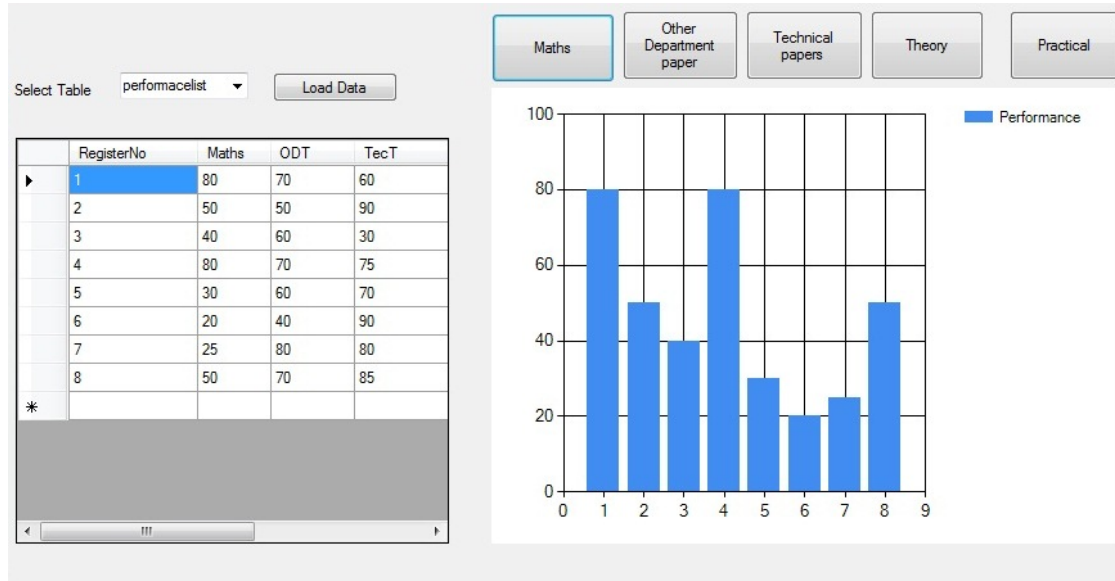 Select Table performacelist Load Data
RegisterNo Maths ODT TecT
1 80 70 60
2 50 50 90
3 40 60 30
4 80 70 75
5 30 60 70
6 20 40 90
7 25 80 80
8 50 70 85
Maths
Other
Department
paper
Technical
papers
Theory
Practical
100
80
60
40
20
0
0 1 2 3 4 5 6 7 8 9
Performance